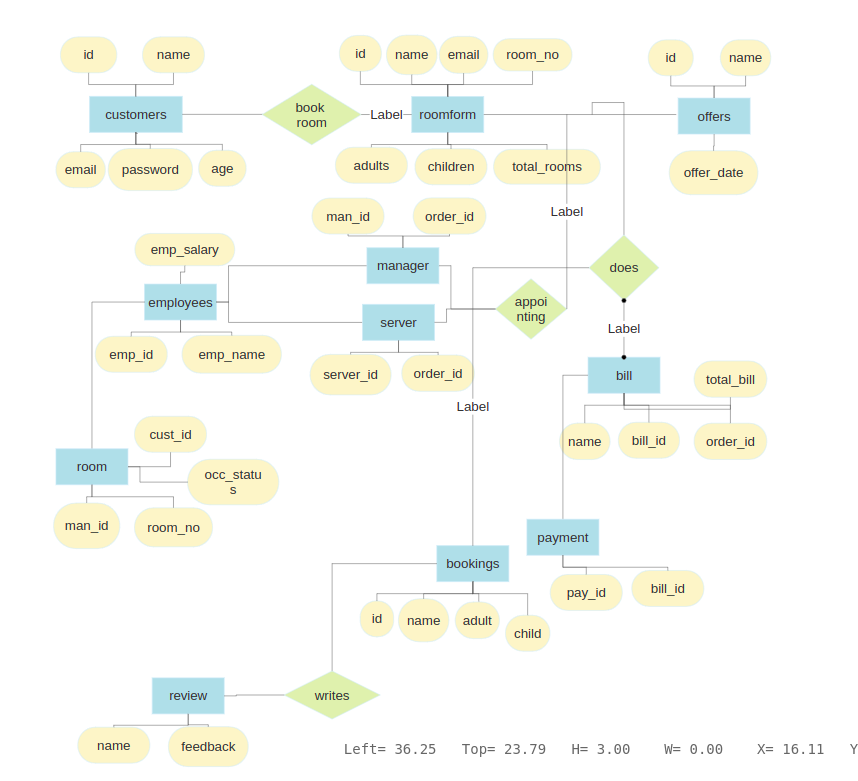 id
name
id
name
email
room_no
id
name
customers
book
room
Label
roomform
offers
email
password
age
adults
children
total_rooms
offer_date
man_id
order_id
Label
emp_salary
manager
does
employees
appoi
nting
server
Label
emp_id
emp_name
server_id
order_id
bill
total_bill
Label
cust_id
name
bill_id
order_id
room
occ_statu
s
man_id
room_no
payment
bookings
pay_id
bill_id
id
name
adult
child
review
writes
name
feedback
Left= 36.25 Top= 23.79 H= 3.00 W= 0.00 X= 16.11 Y